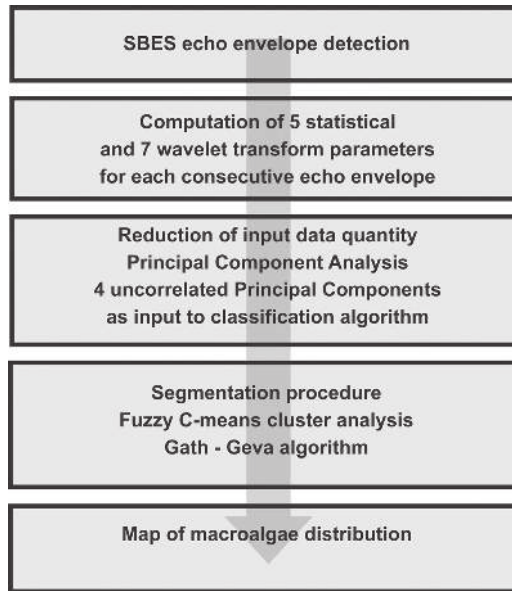 SBES echo envelope detection
Computation of 5 statistical
and 7 wavelet transform parameters
for each consecutive echo envelope
Reduction of input data quantity
Principal Component Analysis
4 uncorrelated Principal Components
as input to classification algorithm
Segmentation procedure
Fuzzy C-means cluster analysis
Gath - Geva algorithm
Map of macroalgae distribution